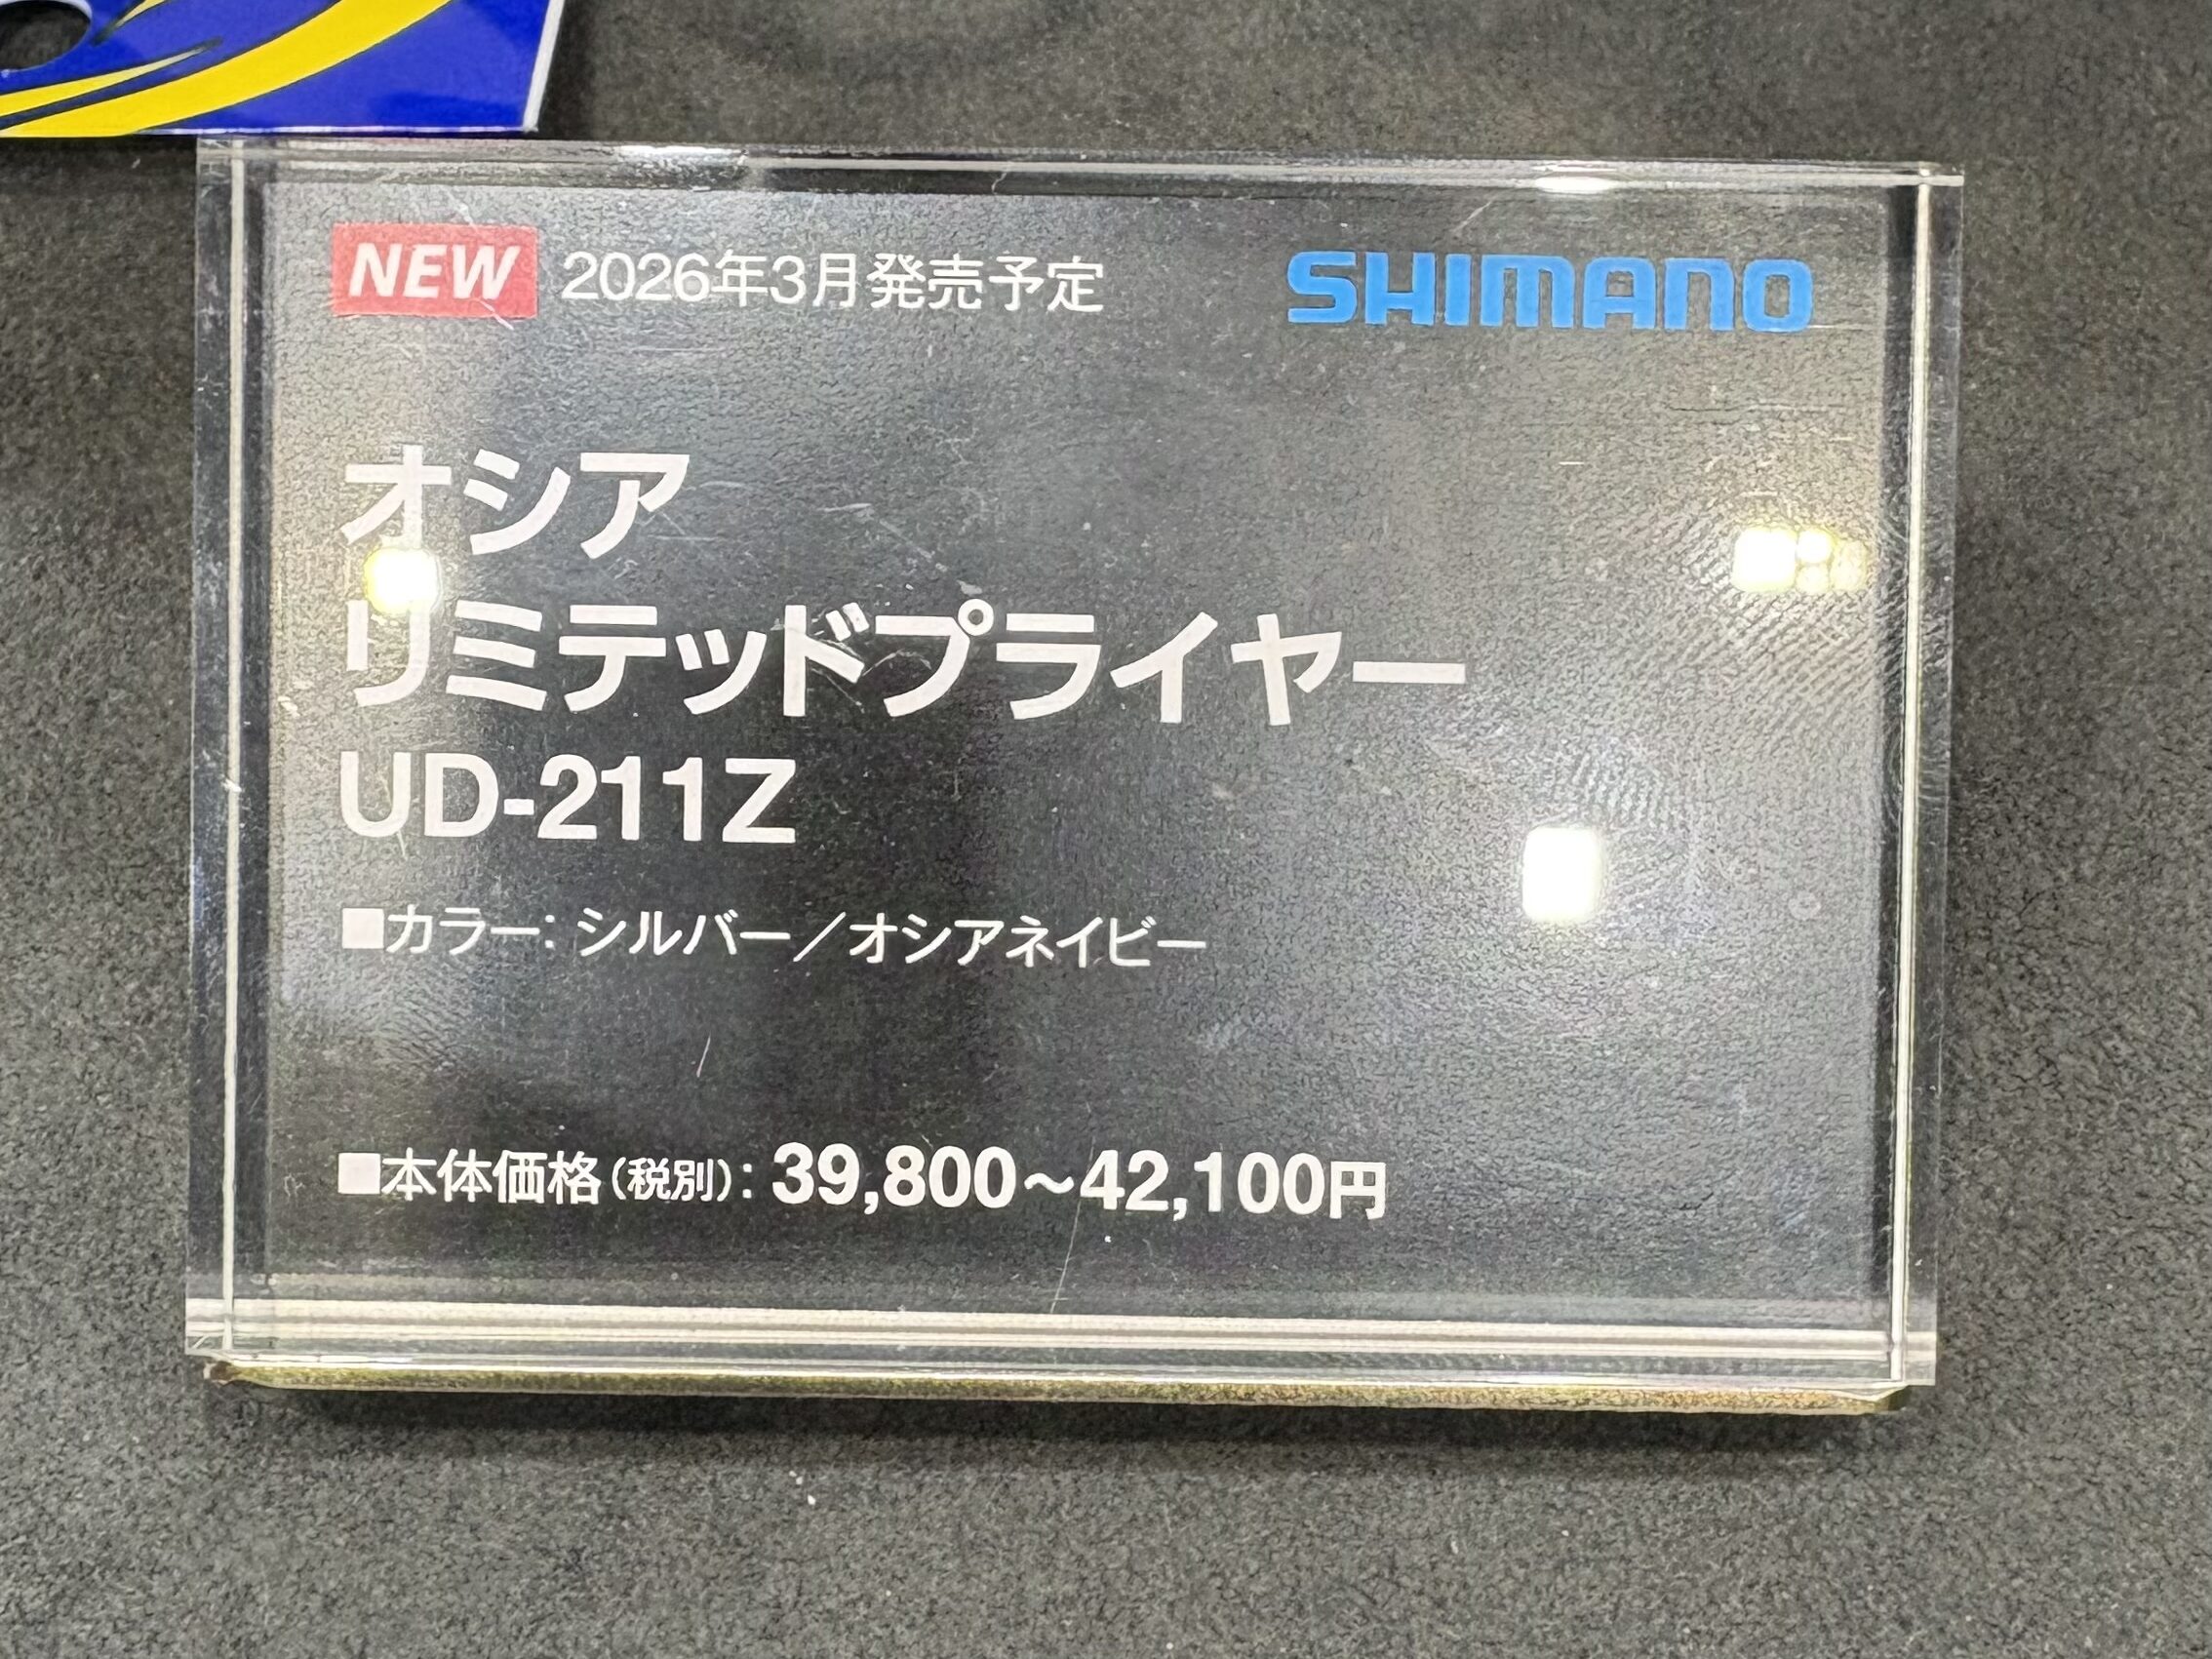 NEW 2026年3月発売予定 SHIMANO
オシア
リミテッドプライヤー
UD-211Z
■カラー：シルバー／オシアネイビー
■本体価格（税別）：39,800～42,100円